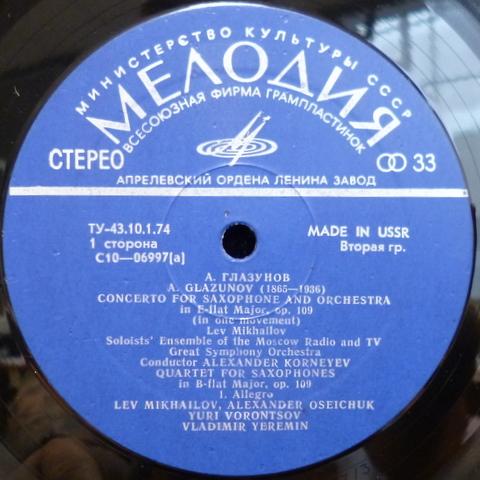 МИНИСТЕРСТВО КУЛЬТУРЫ СССР
МЕЛОДИЯ
ВСЕСОЮЗНАЯ ФИРМА ГРАМПЛАСТИНОК
СТЕРЕО
33
АПРЕЛЕВСКИЙ ОРДЕНА ЛЕНИНА ЗАВОД
ТУ-43.10.1.74
MADE IN USSR
1 сторона
Вторая гр.
С10—06997[a]
А. ГЛАЗУНОВ
A. GLAZUNOV (1865—1936)
CONCERTO FOR SAXOPHONE AND ORCHESTRA
in E-flat Major, op. 109
(in one movement)
Lev Mikhailov
Soloists' Ensemble of the Moscow Radio and TV
Great Symphony Orchestra
Conductor ALEXANDER KORNEYEV
QUARTET FOR SAXOPHONES
in B-flat Major, op. 109
1. Allegro
LEV MIKHAILOV, ALEXANDER OSEICHUK
YURI VORONTSOV
VLADIMIR YEREMIN